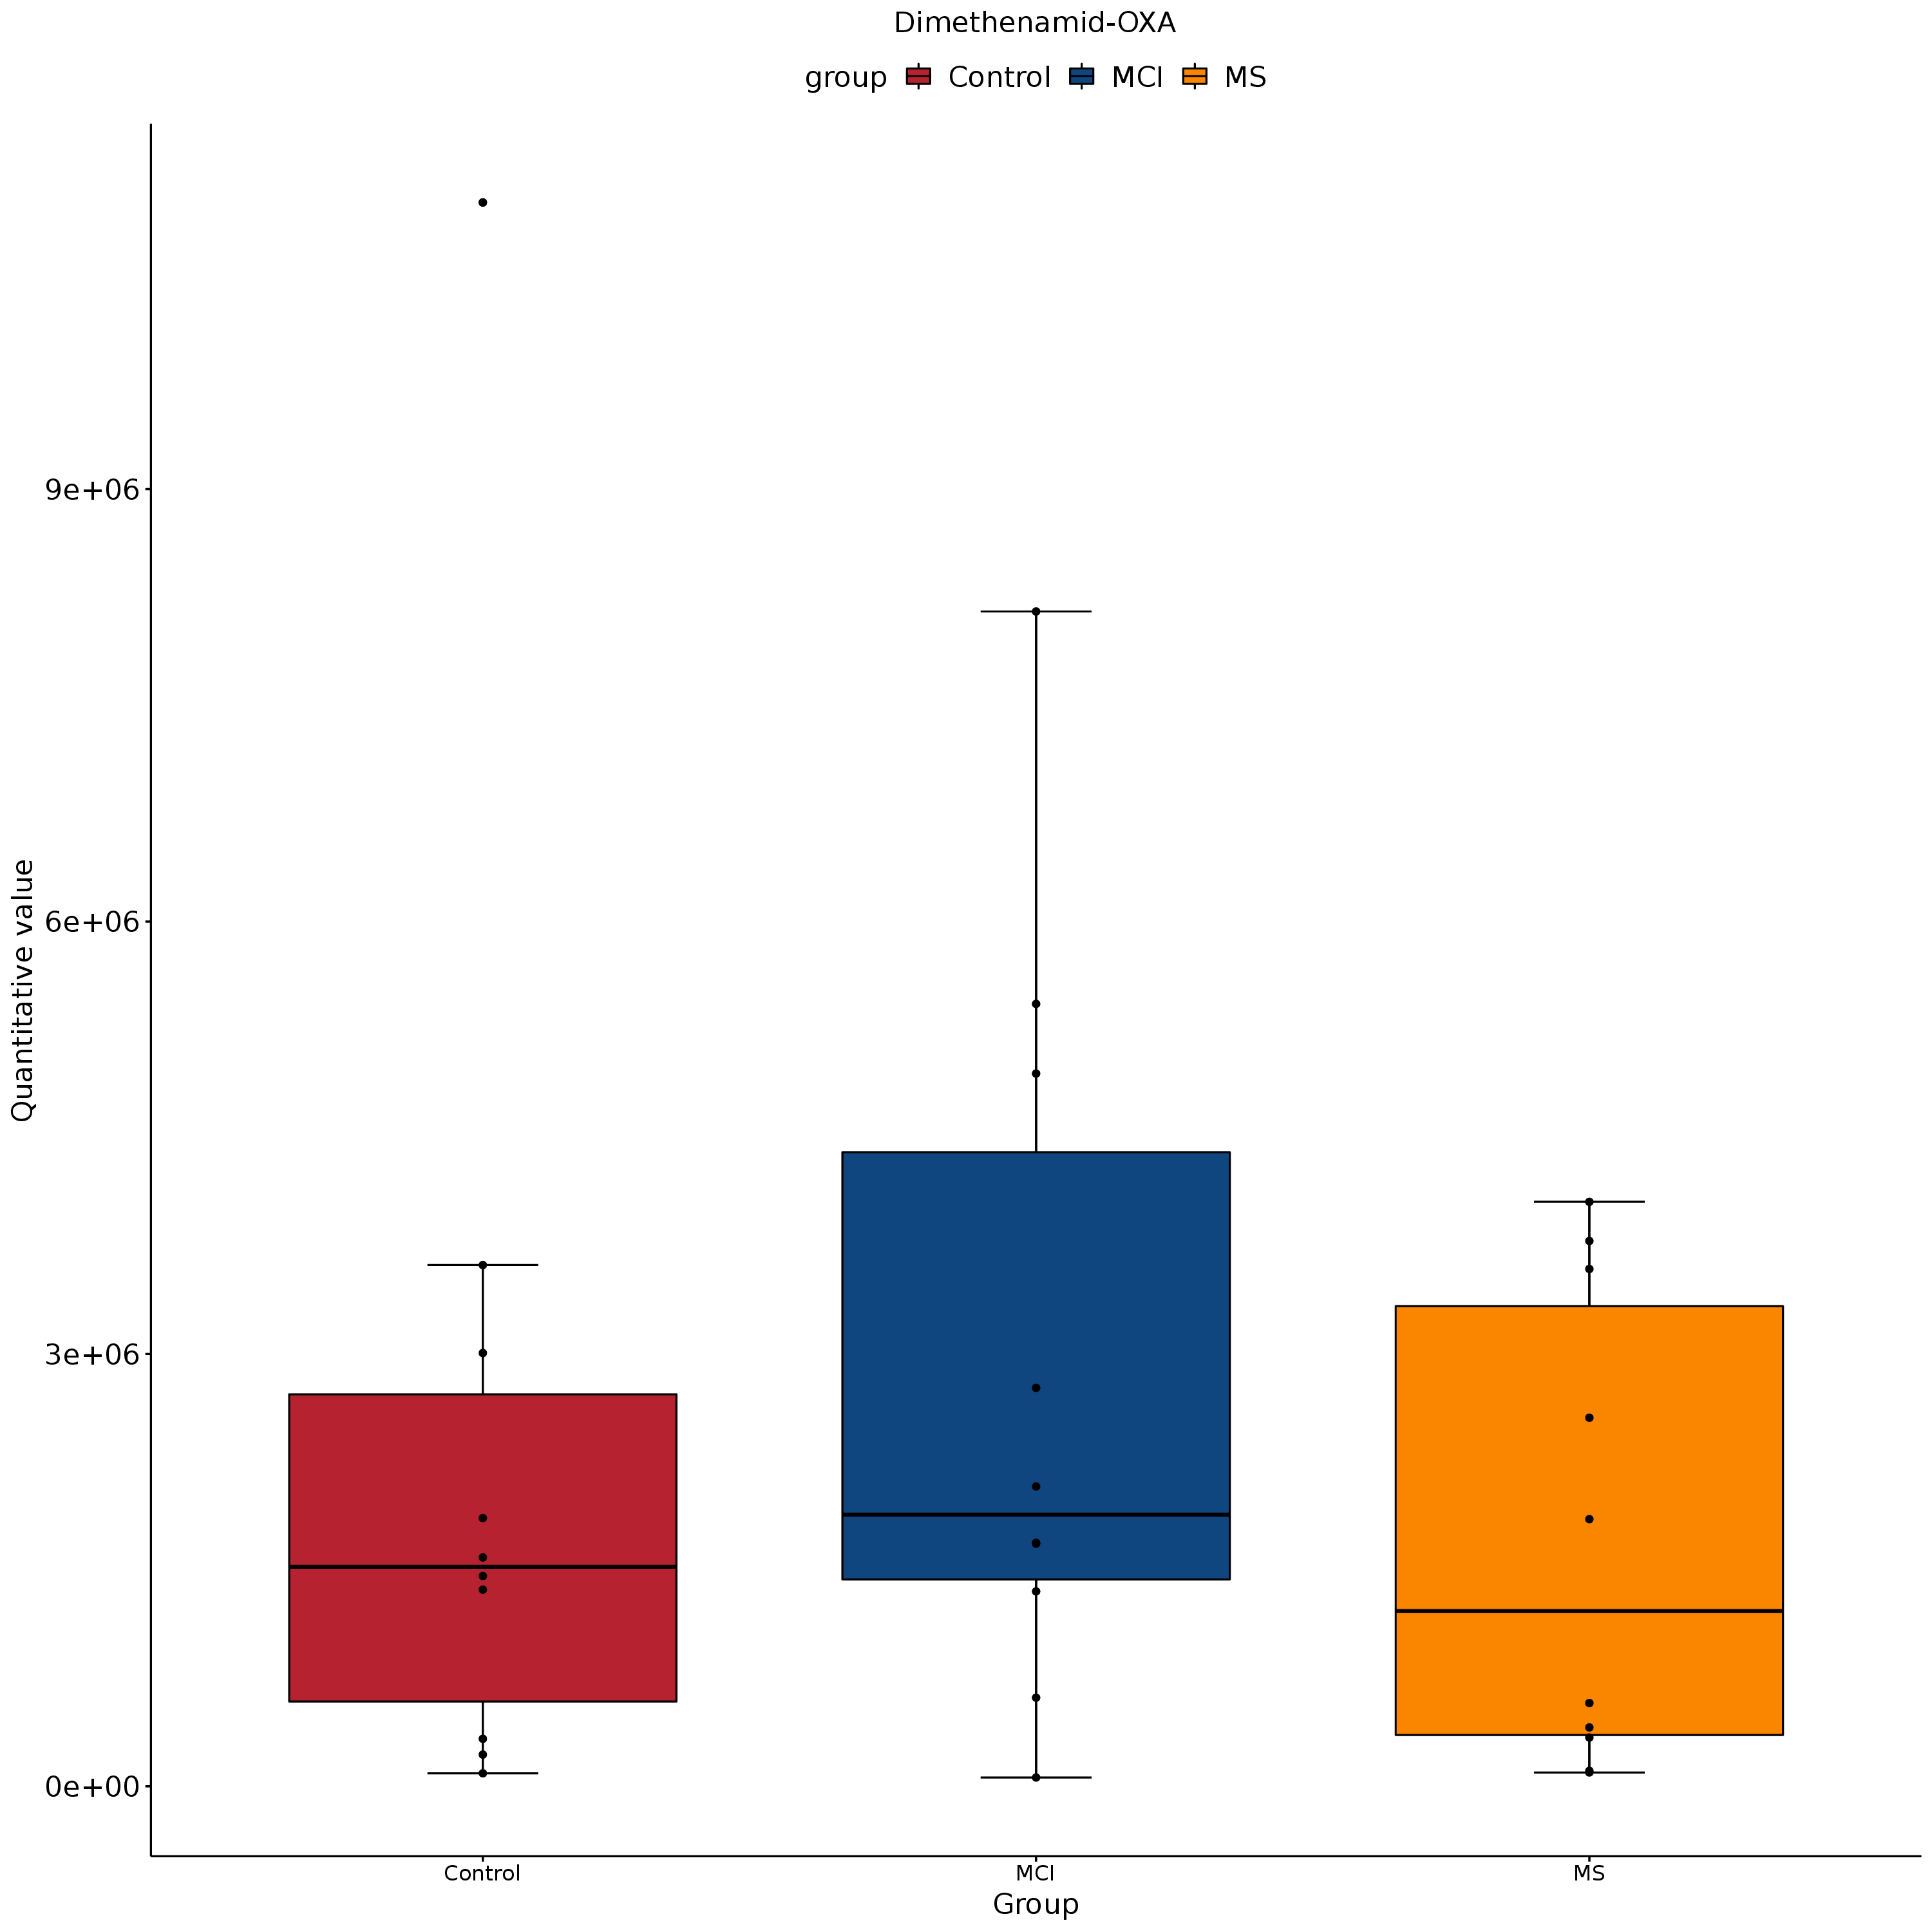 Dimethenamid-OXA
group Control MCI MS
Quantitative value
9e+06
6e+06
3e+06
0e+00
Control MCI MS
Group